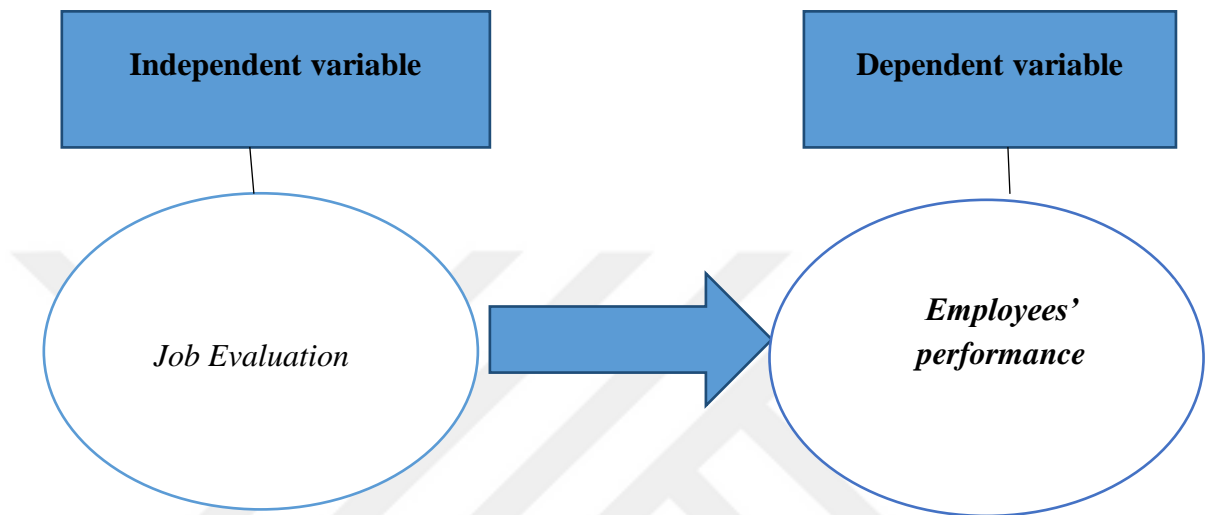 Independent variable
Dependent variable
Job Evaluation
Employees’
performance